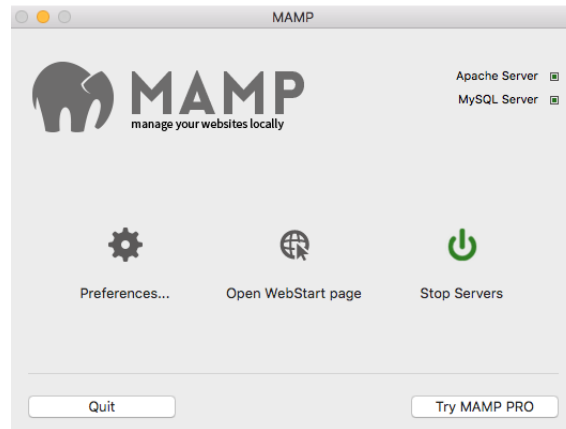 MAMP
MAMP
manage your websites locally
Apache Server
MySQL Server
Preferences...
Open WebStart page
Stop Servers
Quit
Try MAMP PRO